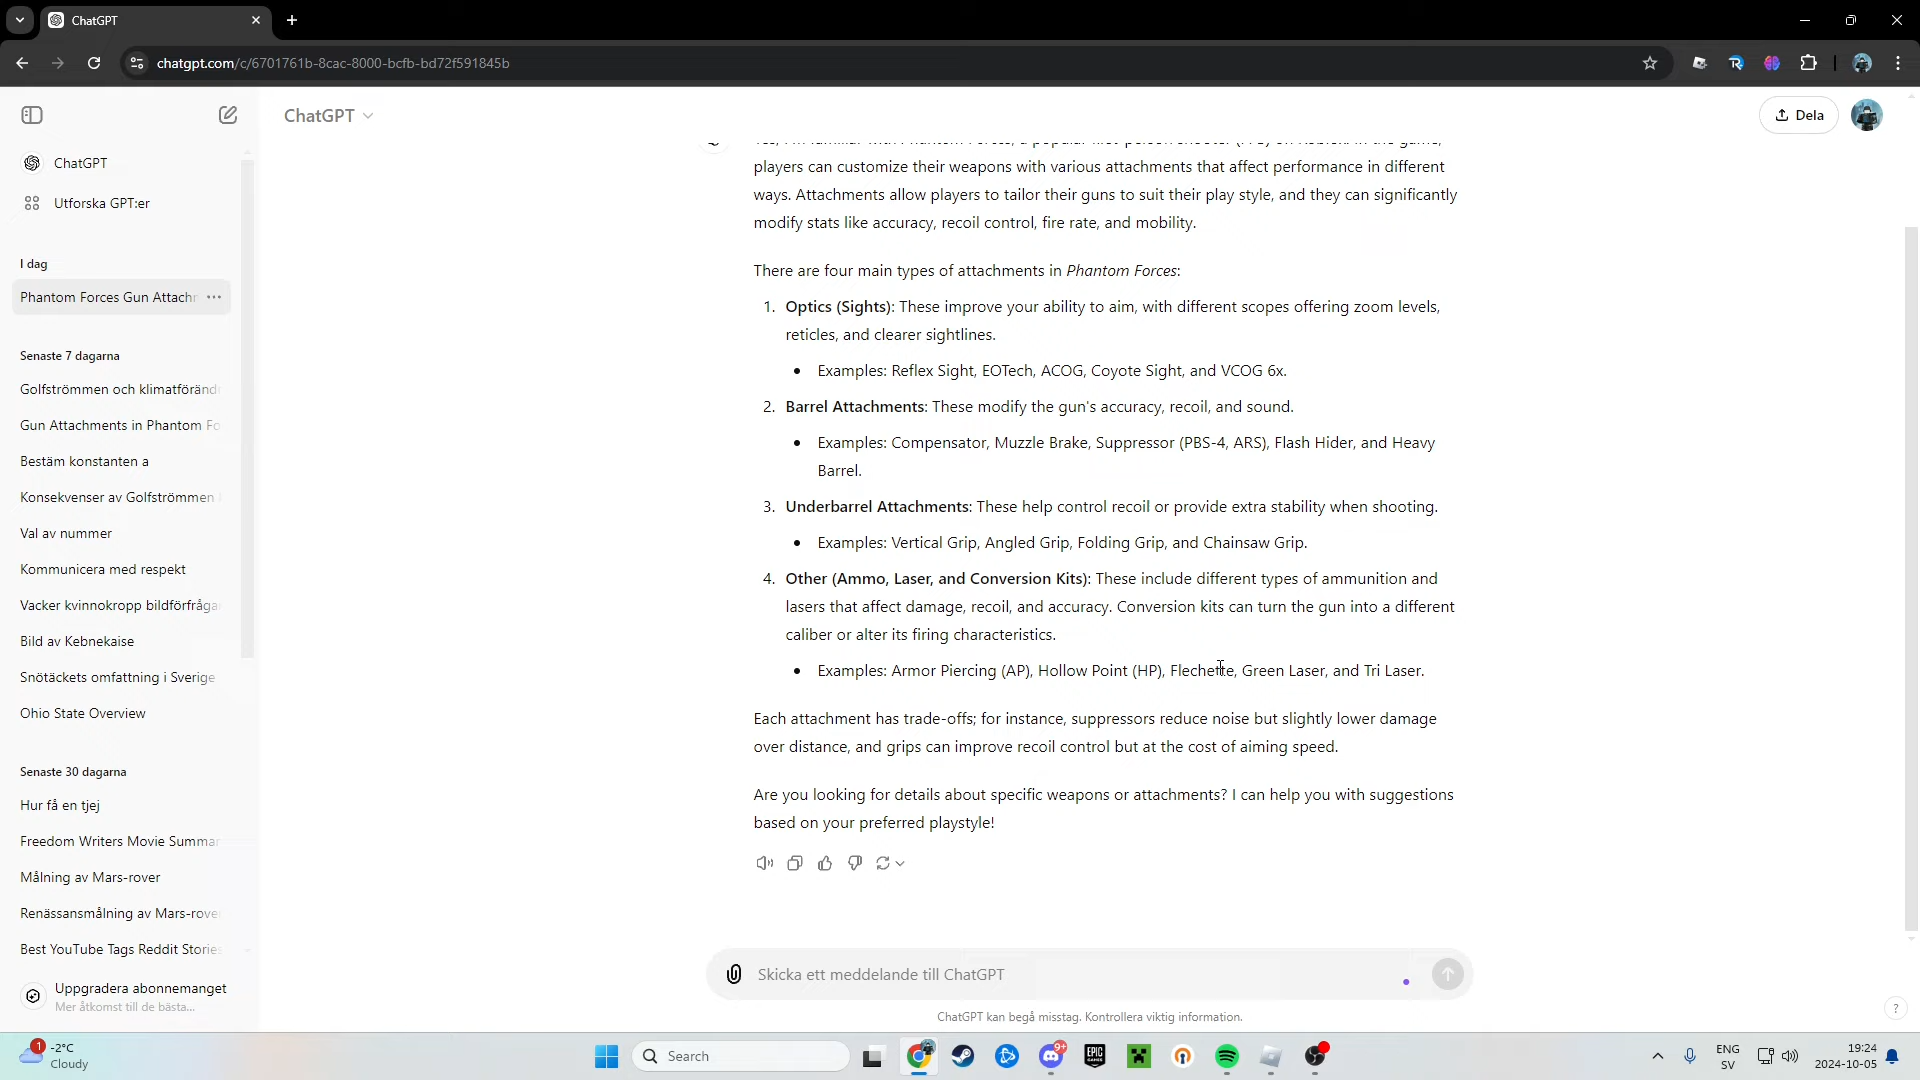 ChatGPT
chatgpt.com/c/6701761b-8cac-8000-bcfb-bd72f591845b
ChatGPT
Dela
ChatGPT
Utforska GPT:er
I dag
Phantom Forces Gun Attachr
Senaste 7 dagarna
Golfströmmen och klimatförände
Gun Attachments in Phantom Fo
Bestäm konstanten a
Konsekvenser av Golfströmmen
Val av nummer
Kommunicera med respekt
Vacker kvinnokropp bildförfråga
Bild av Kebnekaise
Snötäckets omfattning i Sverige
Ohio State Overview
Senaste 30 dagarna
Hur få en tjej
Freedom Writers Movie Summar
Målning av Mars-rover
Renässansmålning av Mars-rove
Best YouTube Tags Reddit Stories
Uppgradera abonnemanget
Mer åtkomst till de bästa...
players can customize their weapons with various attachments that affect performance in different
ways. Attachments allow players to tailor their guns to suit their play style, and they can significantly
modify stats like accuracy, recoil control, fire rate, and mobility.
There are four main types of attachments in Phantom Forces:
1. Optics (Sights): These improve your ability to aim, with different scopes offering zoom levels,
reticles, and clearer sightlines.
• Examples: Reflex Sight, EOTech, ACOG, Coyote Sight, and VCOG 6x.
2. Barrel Attachments: These modify the gun's accuracy, recoil, and sound.
• Examples: Compensator, Muzzle Brake, Suppressor (PBS-4, ARS), Flash Hider, and Heavy
Barrel.
3. Underbarrel Attachments: These help control recoil or provide extra stability when shooting.
• Examples: Vertical Grip, Angled Grip, Folding Grip, and Chainsaw Grip.
4. Other (Ammo, Laser, and Conversion Kits): These include different types of ammunition and
lasers that affect damage, recoil, and accuracy. Conversion kits can turn the gun into a different
caliber or alter its firing characteristics.
• Examples: Armor Piercing (AP), Hollow Point (HP), Flechette, Green Laser, and Tri Laser.
Each attachment has trade-offs; for instance, suppressors reduce noise but slightly lower damage
over distance, and grips can improve recoil control but at the cost of aiming speed.
Are you looking for details about specific weapons or attachments? I can help you with suggestions
based on your preferred playstyle!
Skicka ett meddelande till ChatGPT
ChatGPT kan begå misstag. Kontrollera viktig information.
?
1
-2°C
Cloudy
Search
9+
EPIC GAMES
ENG
SV
19:24
2024-10-05